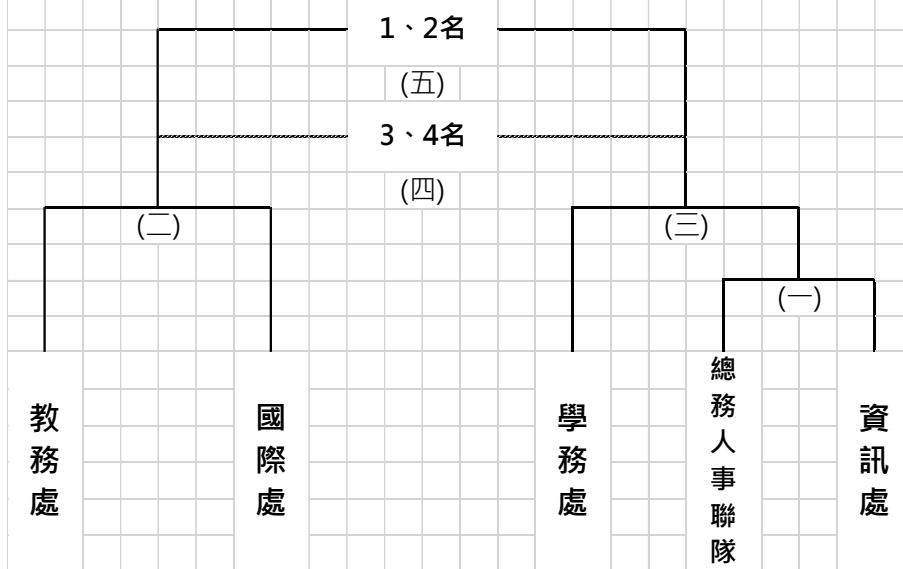 1、2名
(五)
3、4名
(四)
(二)
(三)
(一)
教務處
國際處
學務處
總務人事聯隊
資訊處